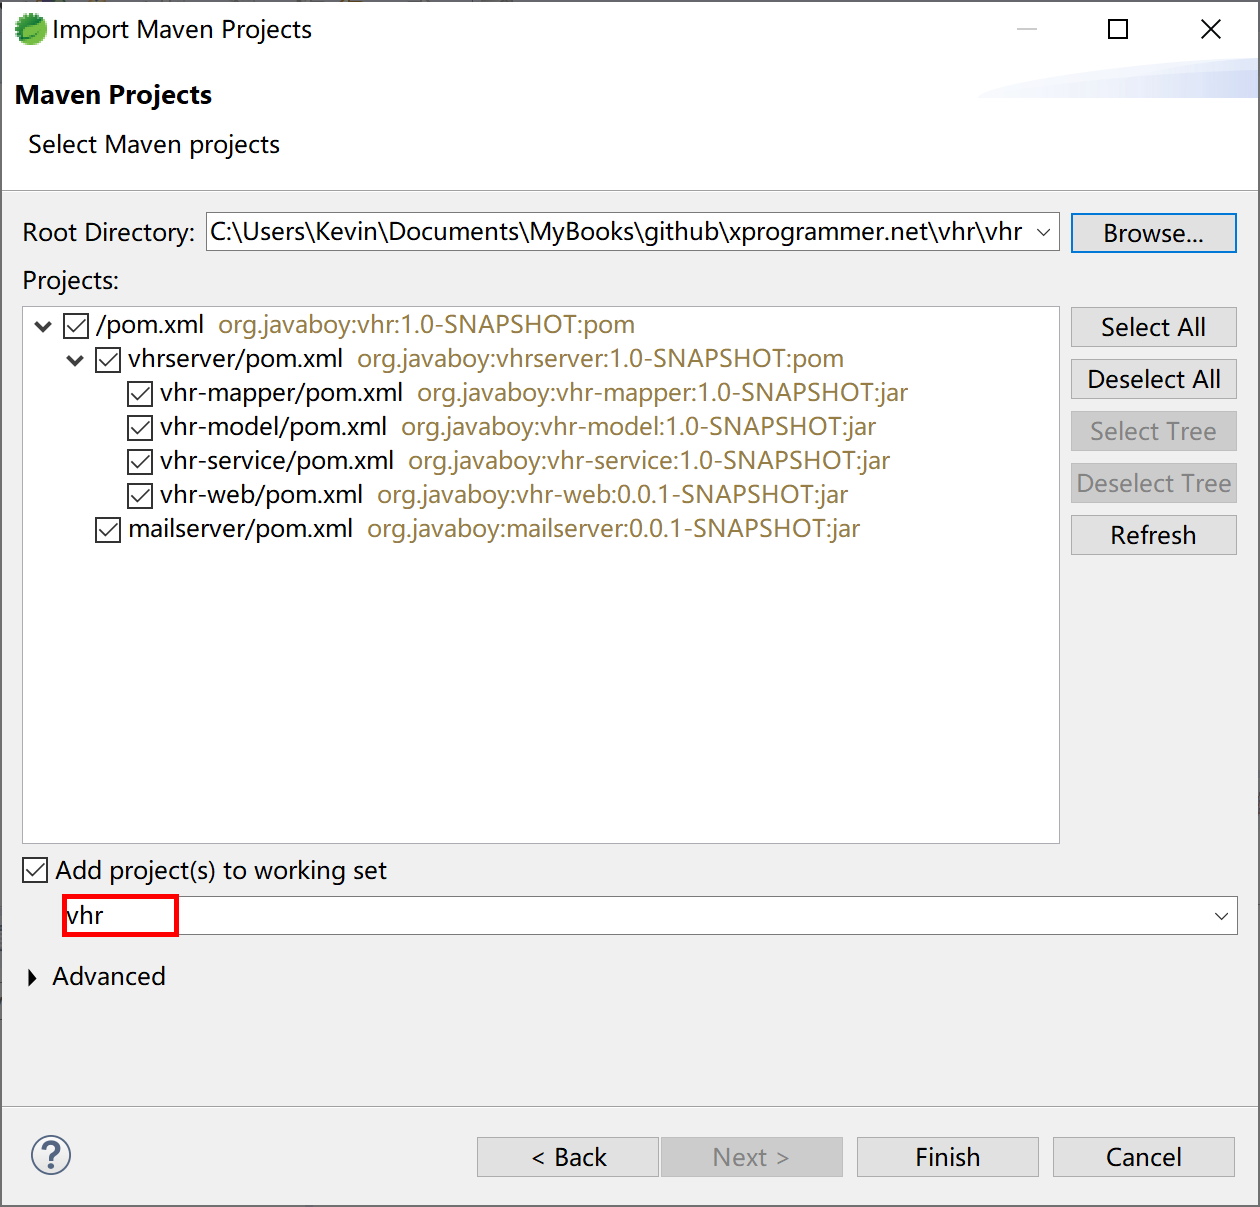 Import Maven Projects
Maven Projects
Select Maven projects
Root Directory: C:\Users\Kevin\Documents\MyBooks\github\xprogrammer.net\vhr\vhr Browse...
Projects:
/pom.xml org.javaboy:vhr:1.0-SNAPSHOT:pom
vhrserver/pom.xml org.javaboy:vhrserver:1.0-SNAPSHOT:pom
vhr-mapper/pom.xml org.javaboy:vhr-mapper:1.0-SNAPSHOT:jar
vhr-model/pom.xml org.javaboy:vhr-model:1.0-SNAPSHOT:jar
vhr-service/pom.xml org.javaboy:vhr-service:1.0-SNAPSHOT:jar
vhr-web/pom.xml org.javaboy:vhr-web:0.0.1-SNAPSHOT:jar
mailserver/pom.xml org.javaboy:mailserver:0.0.1-SNAPSHOT:jar
Select All
Deselect All
Select Tree
Deselect Tree
Refresh
Add project(s) to working set
vhr
Advanced
? < Back Next > Finish Cancel